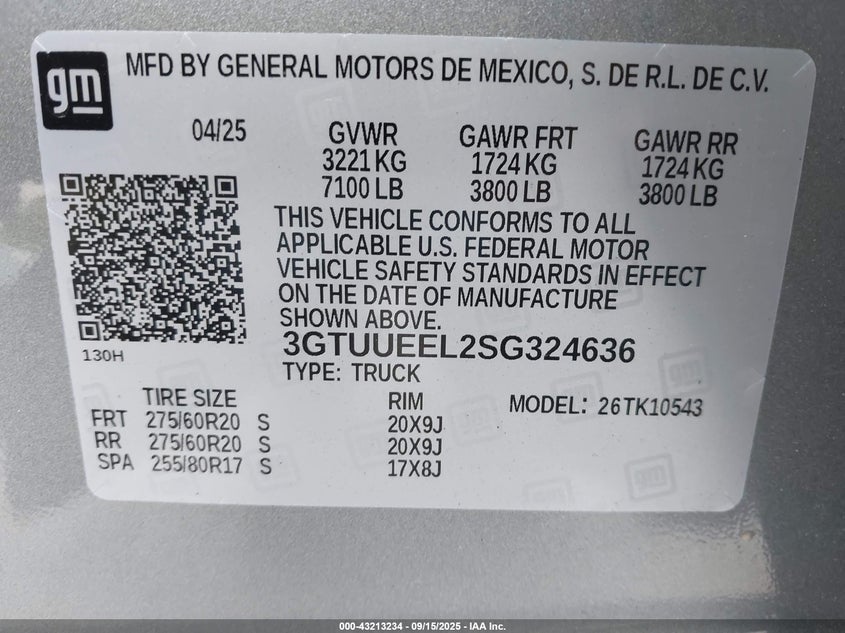 gm
MFD BY GENERAL MOTORS DE MEXICO, S. DE R.L. DE C.V.
04/25 GVWR GAWR FRT GAWR RR
3221 KG 1724 KG 1724 KG
7100 LB 3800 LB 3800 LB
THIS VEHICLE CONFORMS TO ALL
APPLICABLE U.S. FEDERAL MOTOR
VEHICLE SAFETY STANDARDS IN EFFECT
ON THE DATE OF MANUFACTURE
SHOWN ABOVE.
3GTUUEEL2SG324636
130H
TYPE: TRUCK
TIRE SIZE RIM MODEL: 26TK10543
FRT 275/60R20 S 20X9J
RR 275/60R20 S 20X9J
SPA 255/80R17 S 17X8J
000-43213234 - 09/15/2025 - IAA Inc.